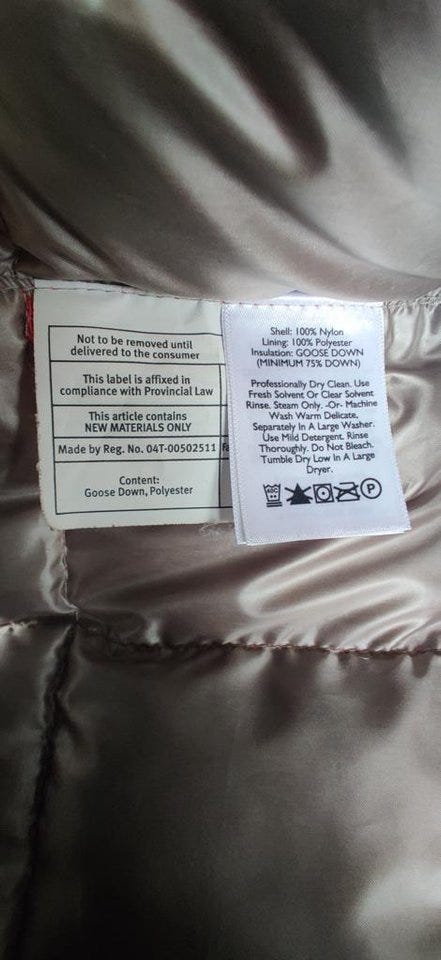 Not to be removed until
delivered to the consumer
This label is affixed in
compliance with Provincial Law
This article contains
NEW MATERIALS ONLY
Made by Reg. No. 04T-00502511
Content:
Goose Down, Polyester
Shell: 100% Nylon
Lining: 100% Polyester
Insulation: GOOSE DOWN
(MINIMUM 75% DOWN)
Professionally Dry Clean. Use
Fresh Solvent Or Clear Solvent
Rinse. Steam Only. -Or- Machine
Wash Warm Delicate.
Separately In A Large Washer.
Use Mild Detergent. Rinse
Thoroughly. Do Not Bleach.
Tumble Dry Low In A Large
Dryer.
P